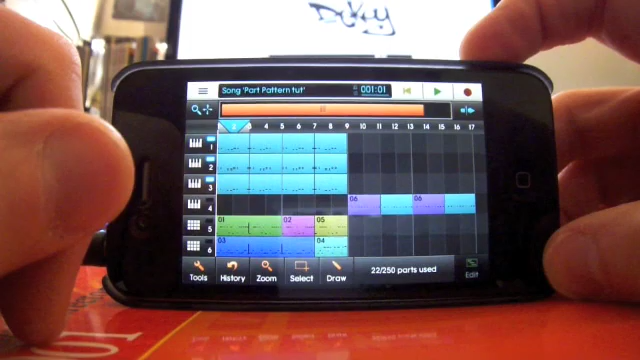 Song 'Part Pattern tut' 001:01
2 3 4 5 6 7 8 9 10 11 12 13 14 15 16 17
1
2
3
4 06 06
5 01 02 05
6 03 04
Tools History Zoom Select Draw 22/250 parts used Edit